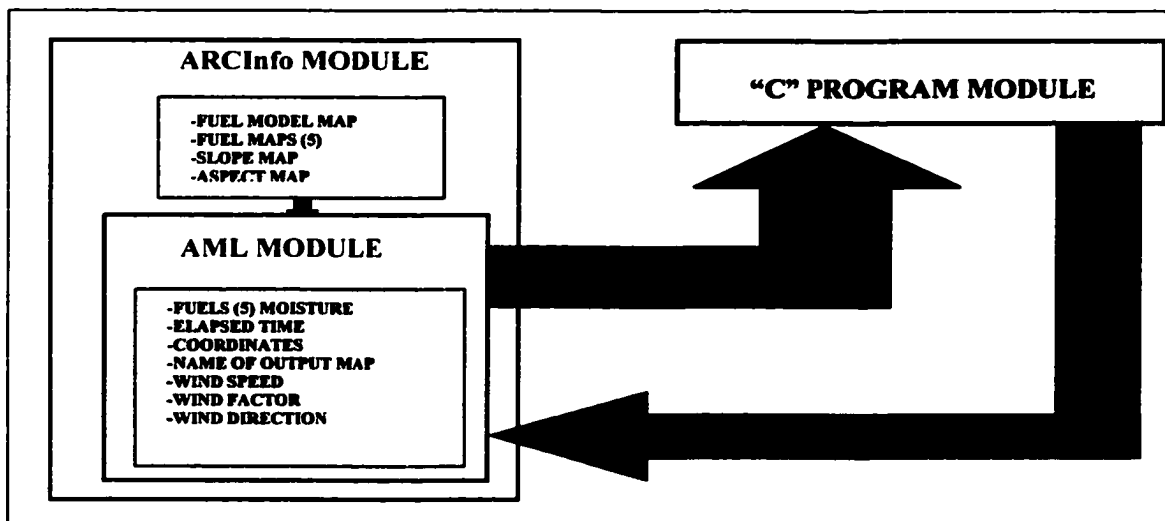 ARCInfo MODULE
-FUEL MODEL MAP
-FUEL MAPS (5)
-SLOPE MAP
-ASPECT MAP
AML MODULE
-FUELS (5) MOISTURE
-ELAPSED TIME
-COORDINATES
-NAME OF OUTPUT MAP
-WIND SPEED
-WIND FACTOR
-WIND DIRECTION
“C” PROGRAM MODULE